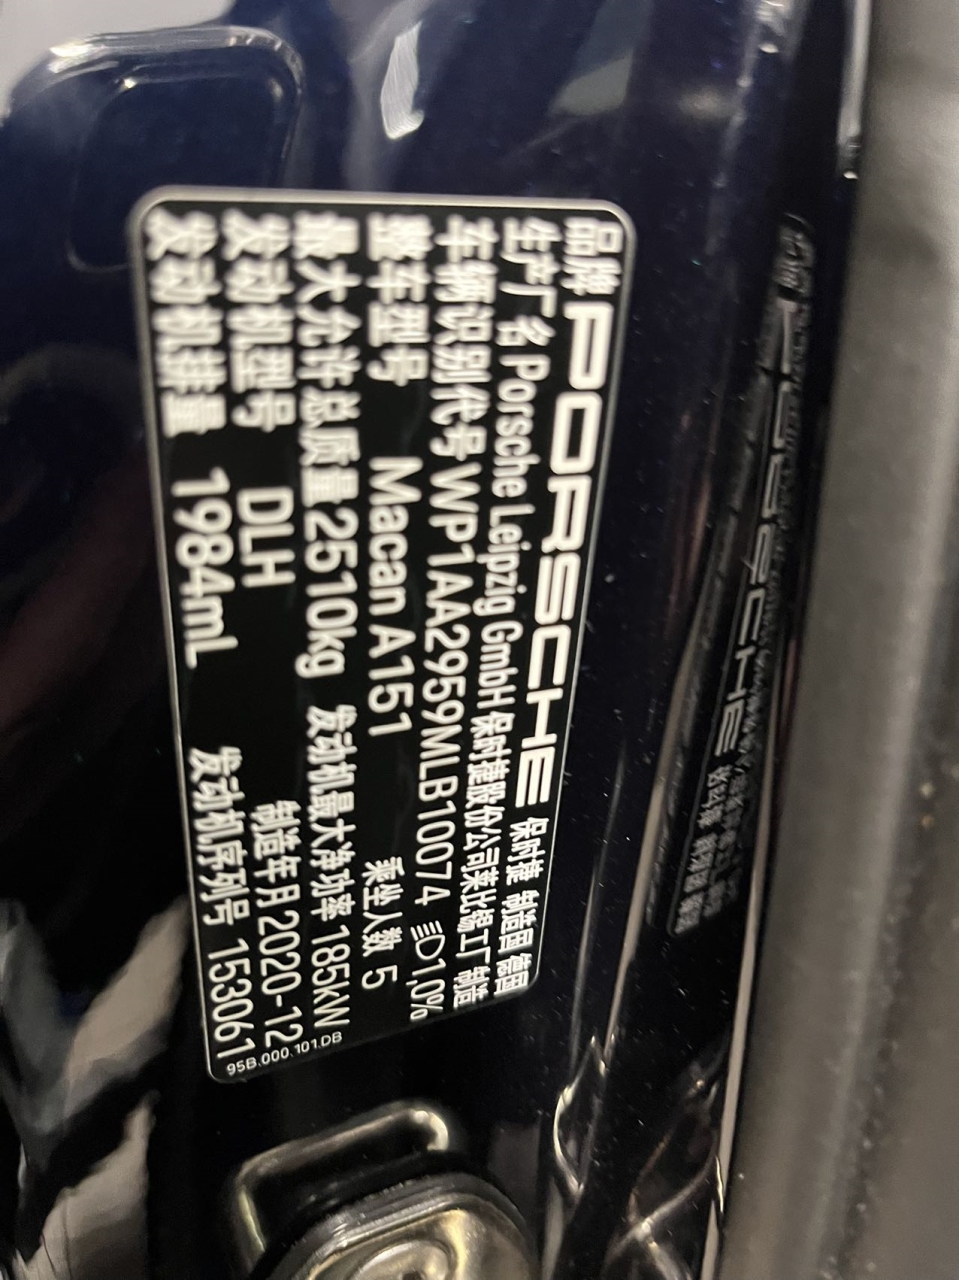 品牌 PORSCHE 保时捷 制造国 德国
生产厂名 Porsche Leipzig GmbH 保时捷股份公司莱比锡工厂 制造
车辆识别代号 WP1AA2959MLB10074 1,0%
整车型号 Macan A151 乘坐人数 5
最大允许总质量 2510kg 发动机最大净功率 185kW
发动机型号 DLH 制造年月 2020-12
发动机排量 1984mL 发动机序列号 153061
95B.000.101.DB